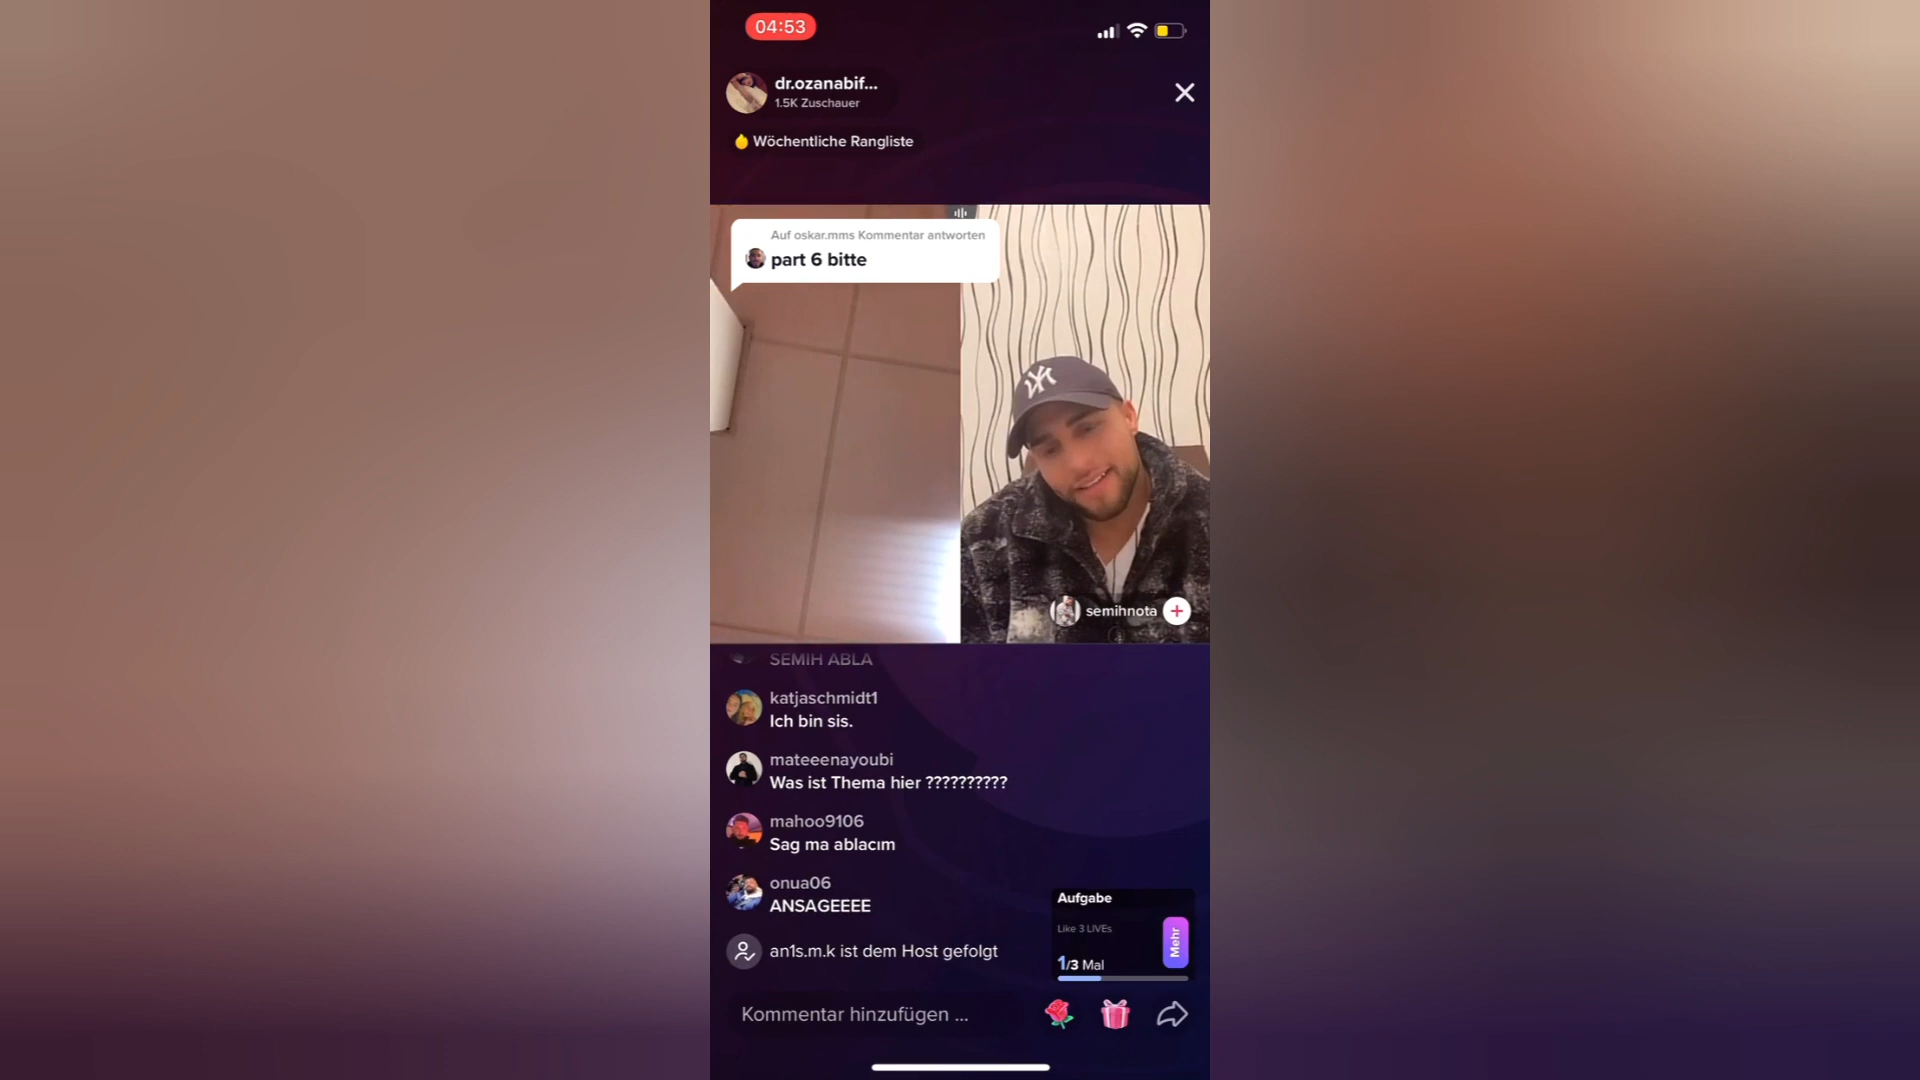 04:53
dr.ozanabif...
1.5K Zuschauer
Wöchentliche Rangliste
Auf oskar.mms Kommentar antworten
part 6 bitte
semihnota
SEMIH ABLA
katjaschmidt1
Ich bin sis.
mateeenayoubi
Was ist Thema hier ??????????
mahoo9106
Sag ma ablacım
onua06
ANSAGEEEE
an1s.m.k ist dem Host gefolgt
Aufgabe
Like 3 LIVEs
1/3 Mal
Mehr
Kommentar hinzufügen ...